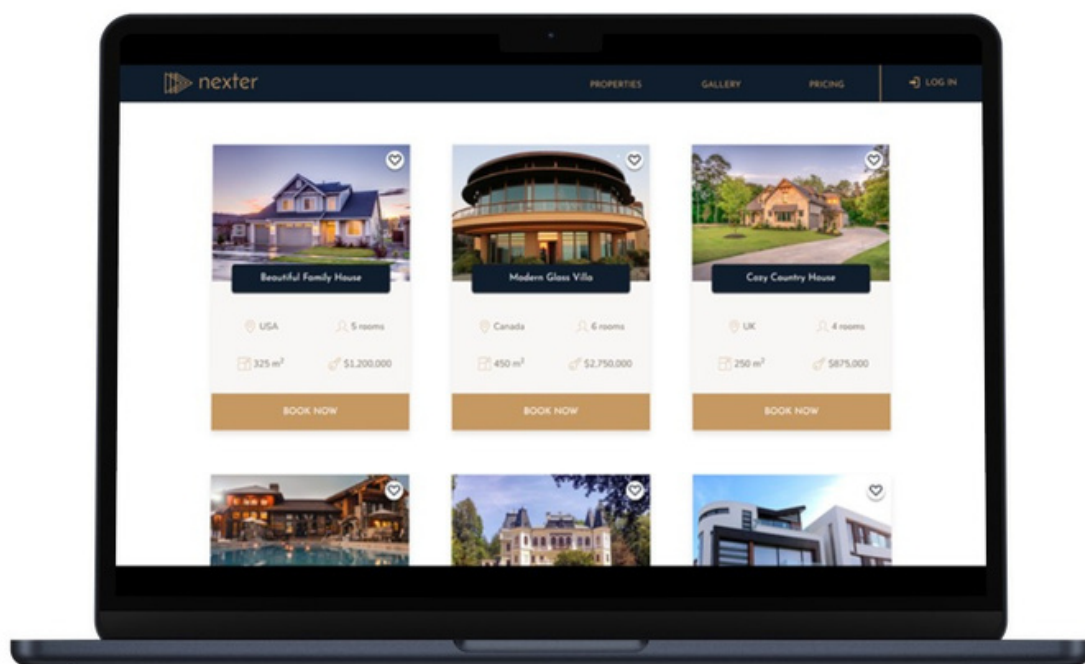 nexter
PROPERTIES GALLERY PRICING LOG IN
Beautiful Family House
Modern Glass Villa
Cozy Country House
USA 5 rooms
325 m² $1,200,000
Canada 6 rooms
450 m² $2,750,000
UK 4 rooms
250 m² $875,000
BOOK NOW
BOOK NOW
BOOK NOW